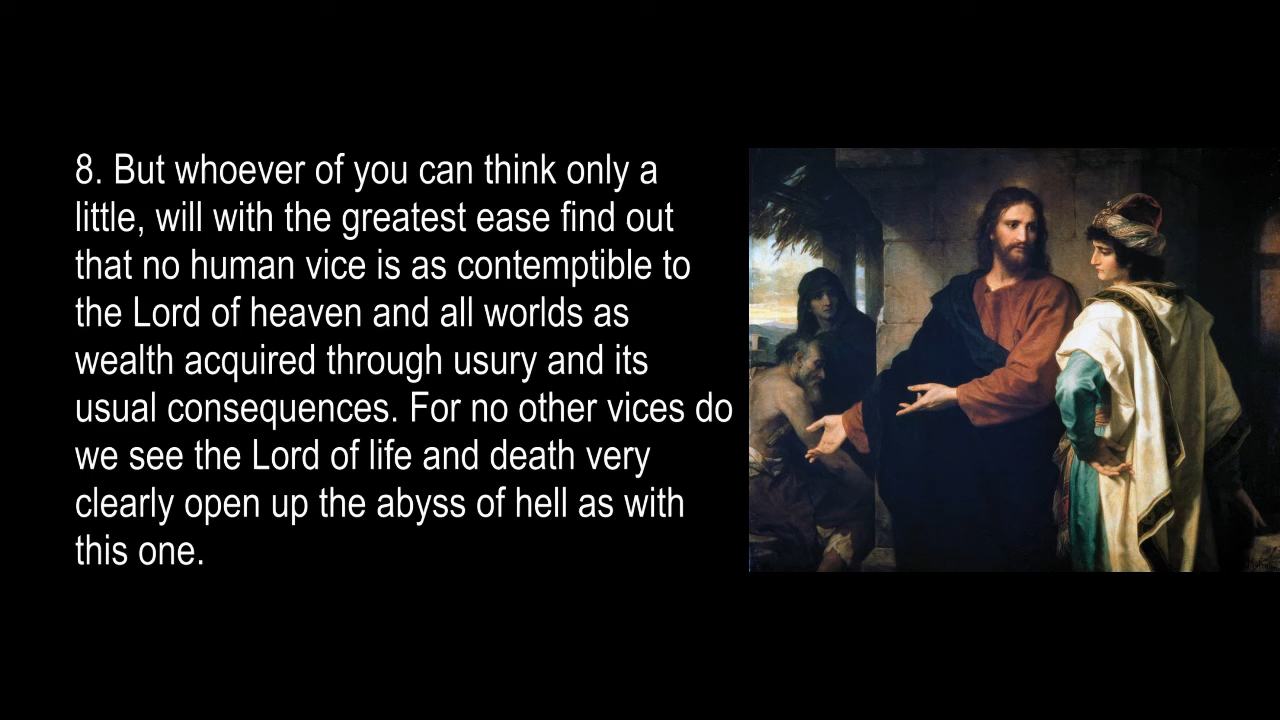 8. But whoever of you can think only a
little, will with the greatest ease find out
that no human vice is as contemptible to
the Lord of heaven and all worlds as
wealth acquired through usury and its
usual consequences. For no other vices do
we see the Lord of life and death very
clearly open up the abyss of hell as with
this one.